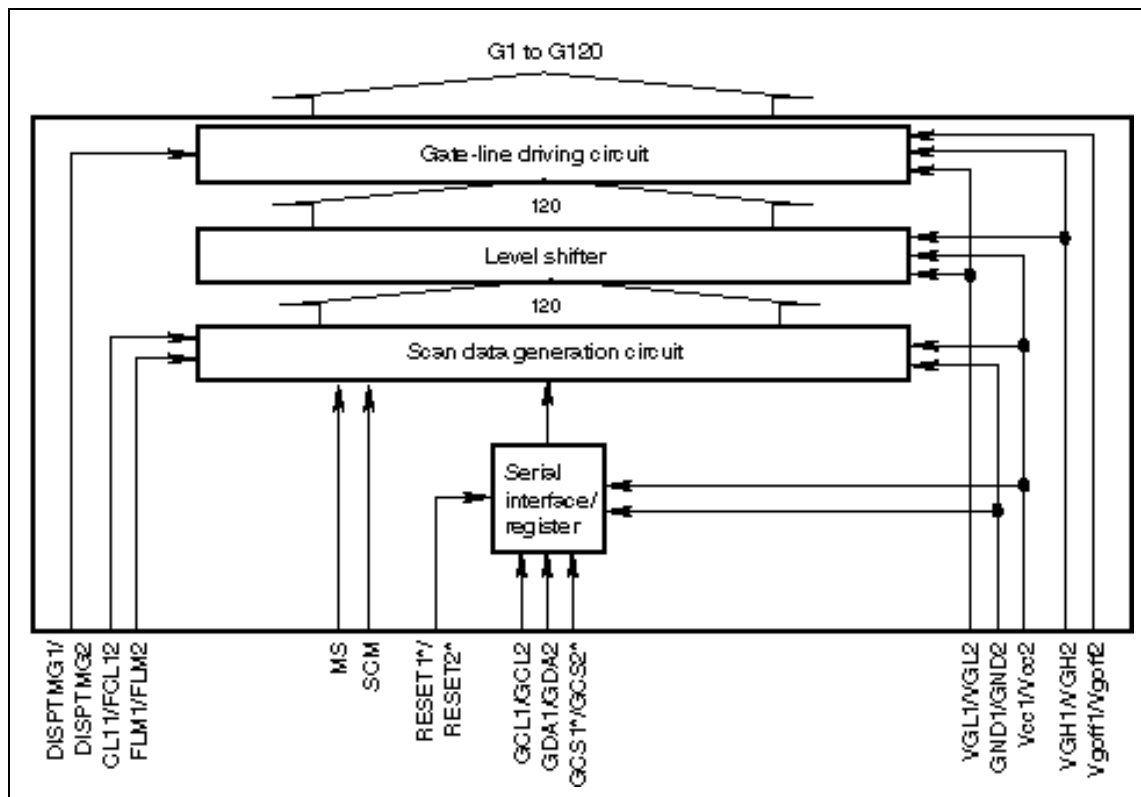 G1 to G120
Gate-line driving circuit
120
Level shifter
120
Scan data generation circuit
Serial
interface/
register
DISPTMG1/
DISPTMG2
CL11/FCL12
FLM1/FLM2
MS
SCM
RESET1*/
RESET2*
GCL1/GCL2
GDA1/GDA2
GCS1*/GCS2*
VGL1/VGL2
GND1/GND2
Vcc1/Vcc2
VGH1/VGH2
Vgoff1/Vgoff2